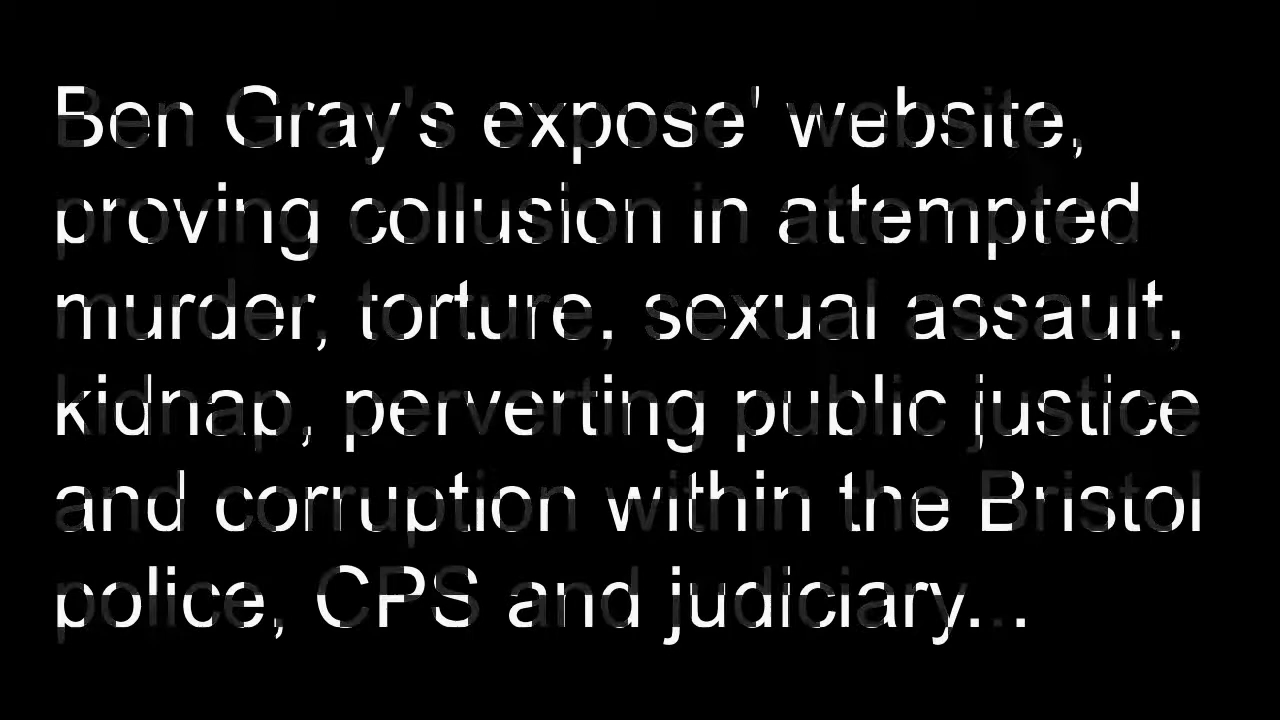 Ben Gray's expose' website,
proving collusion in attempted
murder, torture, sexual assault,
kidnap, perverting public justice
and corruption within the Bristol
police, CPS and judiciary...